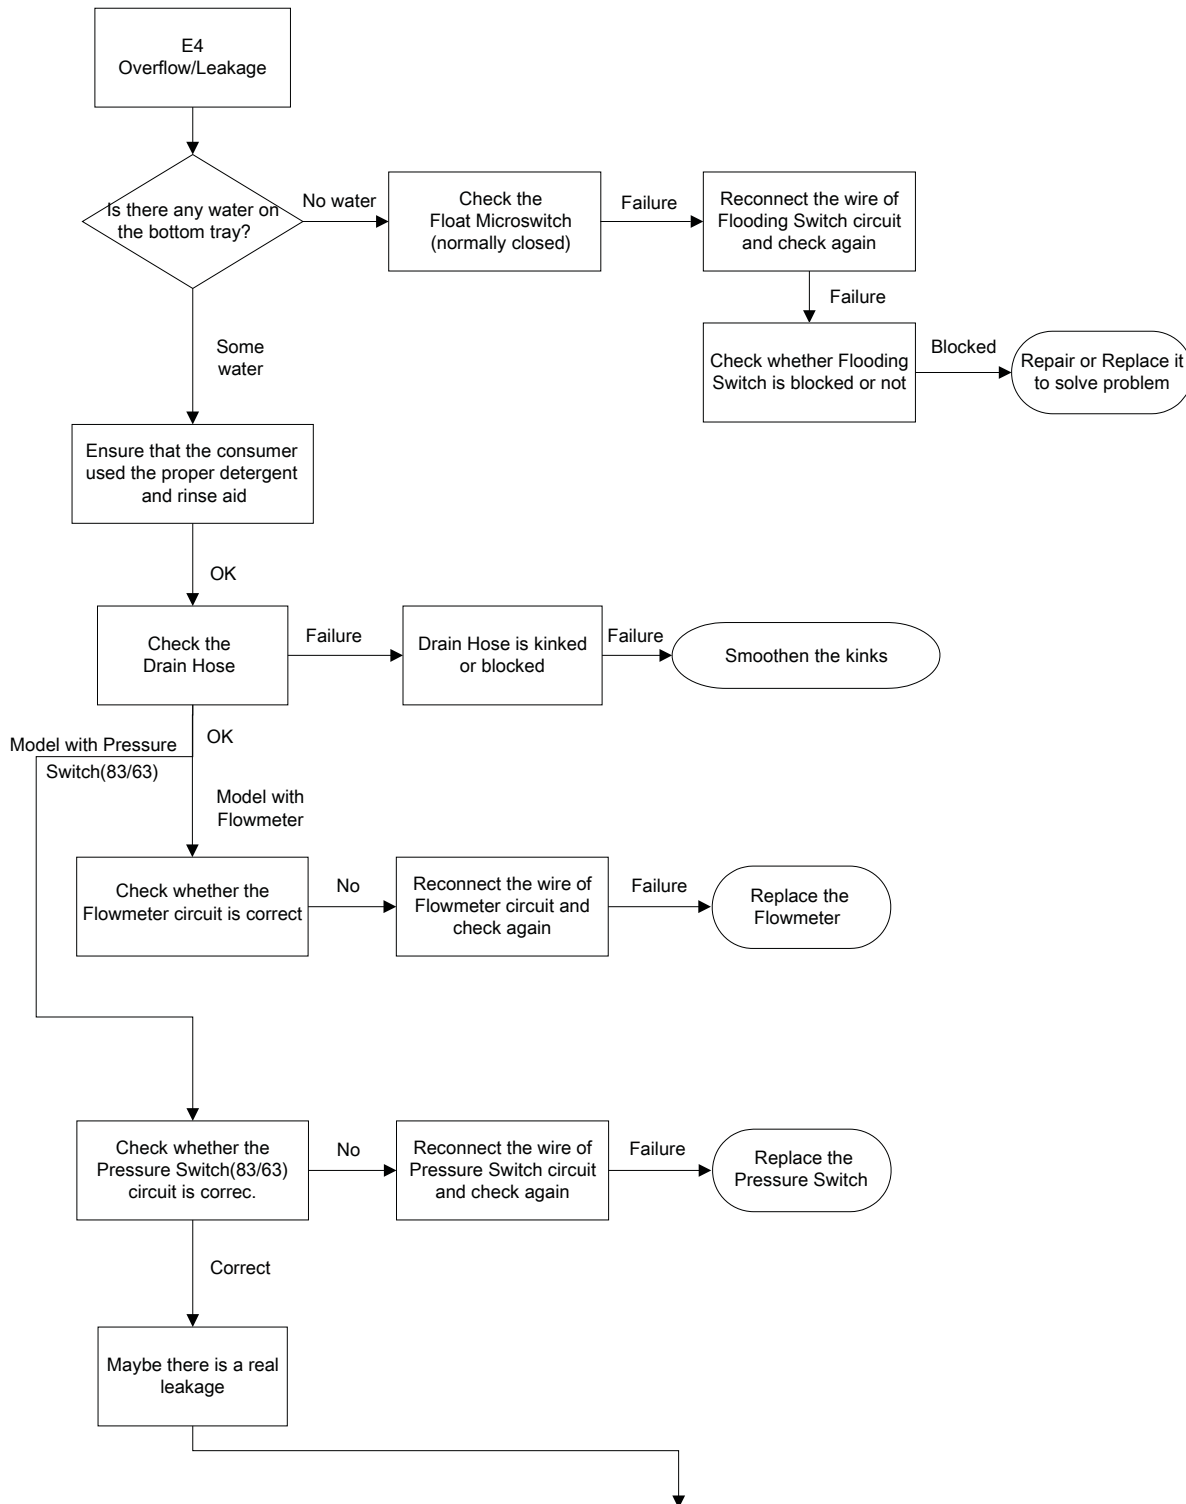 E4
Overflow/Leakage
Is there any water on
the bottom tray?
No water
Check the
Float Microswitch
(normally closed)
Failure
Reconnect the wire of
Flooding Switch circuit
and check again
Failure
Check whether Flooding
Switch is blocked or not
Blocked
Repair or Replace it
to solve problem
Some
water
Ensure that the consumer
used the proper detergent
and rinse aid
OK
Check the
Drain Hose
Failure
Drain Hose is kinked
or blocked
Failure
Smoothen the kinks
OK
Model with Pressure
Switch(83/63)
Model with
Flowmeter
Check whether the
Flowmeter circuit is correct
No
Reconnect the wire of
Flowmeter circuit and
check again
Failure
Replace the
Flowmeter
Check whether the
Pressure Switch(83/63)
circuit is correc.
No
Reconnect the wire of
Pressure Switch circuit
and check again
Failure
Replace the
Pressure Switch
Correct
Maybe there is a real
leakage